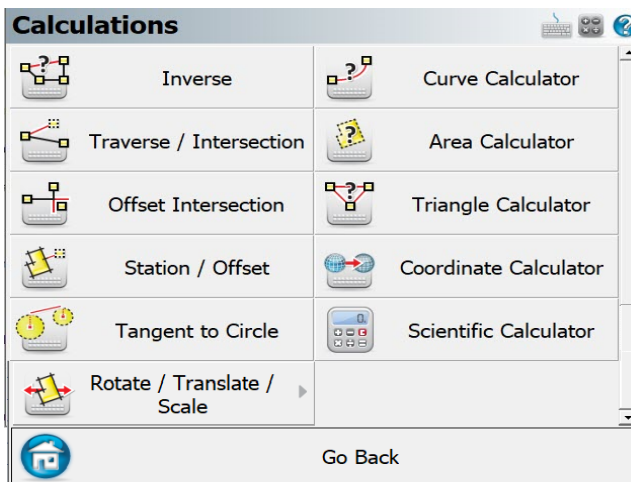 Calculations
Inverse
Curve Calculator
Traverse / Intersection
Area Calculator
Offset Intersection
Triangle Calculator
Station / Offset
Coordinate Calculator
Tangent to Circle
Scientific Calculator
Rotate / Translate /
Scale
Go Back